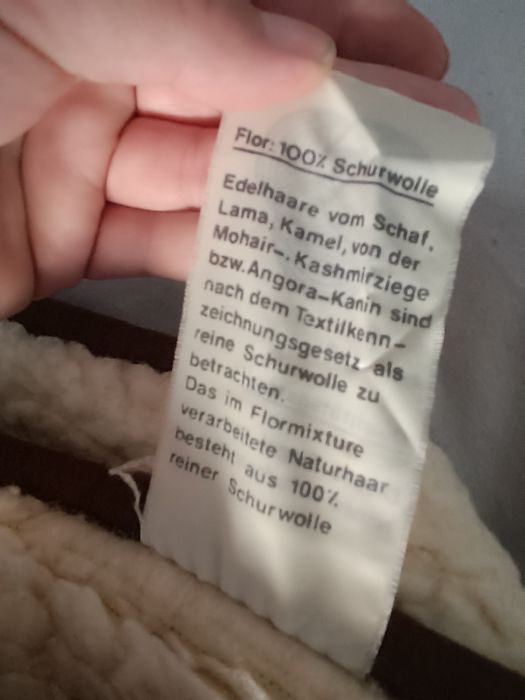 Flor: 100% Schurwolle
Edelhaare vom Schaf,
Lama, Kamel, von der
Mohair-, Kashmirziege
bzw. Angora-Kanin sind
nach dem Textilkenn-
zeichnungsgesetz als
reine Schurwolle zu
betrachten.
Das im Flormixture
verarbeitete Naturhaar
besteht aus 100%
reiner Schurwolle